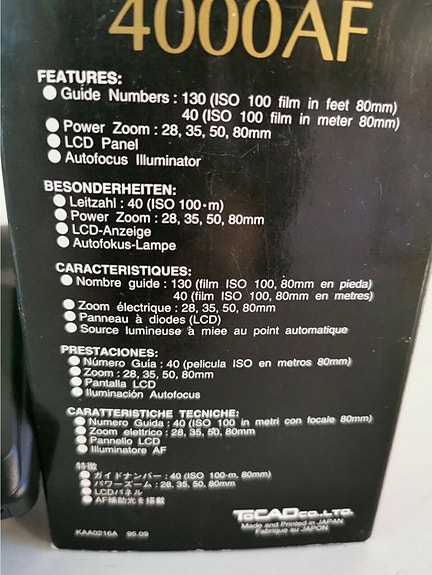 4000AF
FEATURES:
● Guide Numbers : 130 (ISO 100 film in feet 80mm)
40 (ISO 100 film in meter 80mm)
● Power Zoom : 28, 35, 50, 80mm
● LCD Panel
● Autofocus Illuminator
BESONDERHEITEN:
● Leitzahl : 40 (ISO 100·m)
● Power Zoom : 28, 35, 50, 80mm
● LCD-Anzeige
● Autofokus-Lampe
CARACTERISTIQUES:
● Nombre guide : 130 (film ISO 100, 80mm en pieda)
40 (film ISO 100, 80mm en metres)
● Zoom électrique : 28, 35, 50, 80mm
● Panneau à diodes (LCD)
● Source lumineuse à miee au point automatique
PRESTACIONES:
● Número Guia : 40 (pelicula ISO en metros 80mm)
● Zoom : 28, 35, 50, 80mm
● Pantalla LCD
● Iluminación Autofocus
CARATTERISTICHE TECNICHE:
● Numero Guida : 40 (ISO 100 in metri con focale 80mm)
● Zoom elettrico : 28, 35, 50, 80mm
● Pannello LCD
● Illuminatore AF
特徴
● ガイドナンバー : 40 (ISO 100·m, 80mm)
● パワーズーム : 28, 35, 50, 80mm
● LCDパネル
● AF補助光を搭載
ToCAD CO., LTD.
Made and Printed in JAPAN
Fabrique au JAPON
KAA0216A 95.09